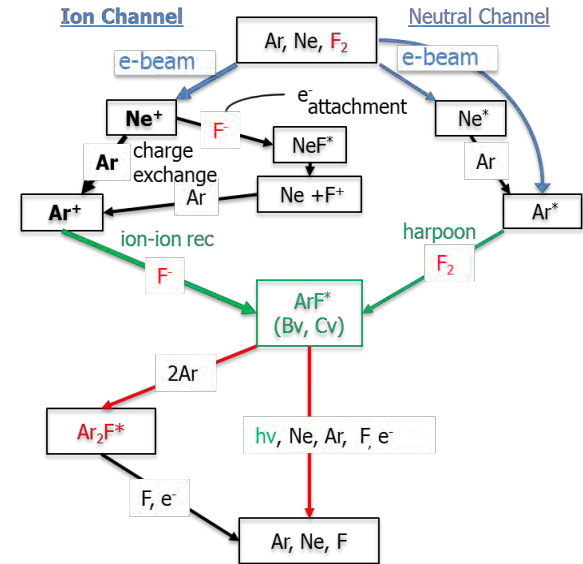 Ion Channel
Neutral Channel
Ar, Ne, F₂
e-beam
e-beam
Ne⁺
F⁻
e⁻
attachment
Ne*
Ar
charge
exchange
NeF*
Ar
Ar
Ne +F⁺
Ar⁺
Ar*
ion-ion rec
harpoon
F⁻
F₂
ArF*
(Bv, Cv)
2Ar
Ar₂F*
hv, Ne, Ar, F, e⁻
F, e⁻
Ar, Ne, F